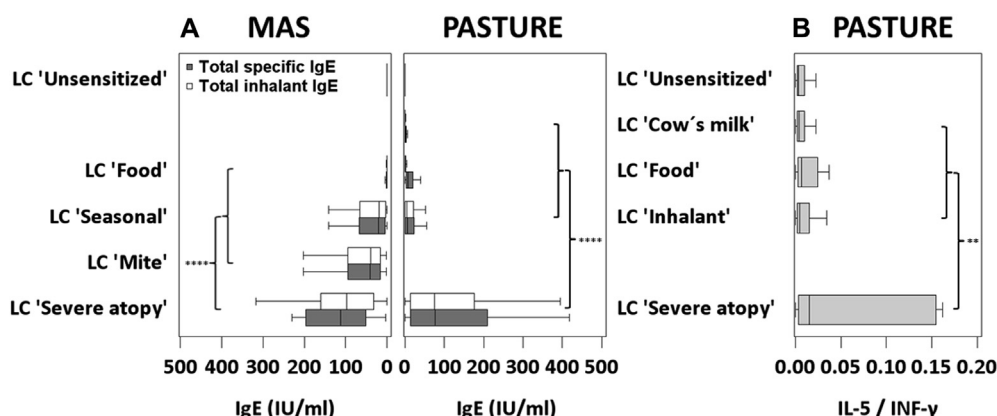 A MAS PASTURE B PASTURE
■ Total specific IgE
□ Total inhalant IgE
LC 'Unsensitized'
LC 'Food'
LC 'Seasonal'
LC 'Mite'
LC 'Severe atopy'
****
****
500 400 300 200 100 0
IgE (IU/ml)
0 100 200 300 400 500
IgE (IU/ml)
LC 'Unsensitized'
LC 'Cow´s milk'
LC 'Food'
LC 'Inhalant'
LC 'Severe atopy'
**
0.00 0.05 0.10 0.15 0.20
IL-5 / INF-γ